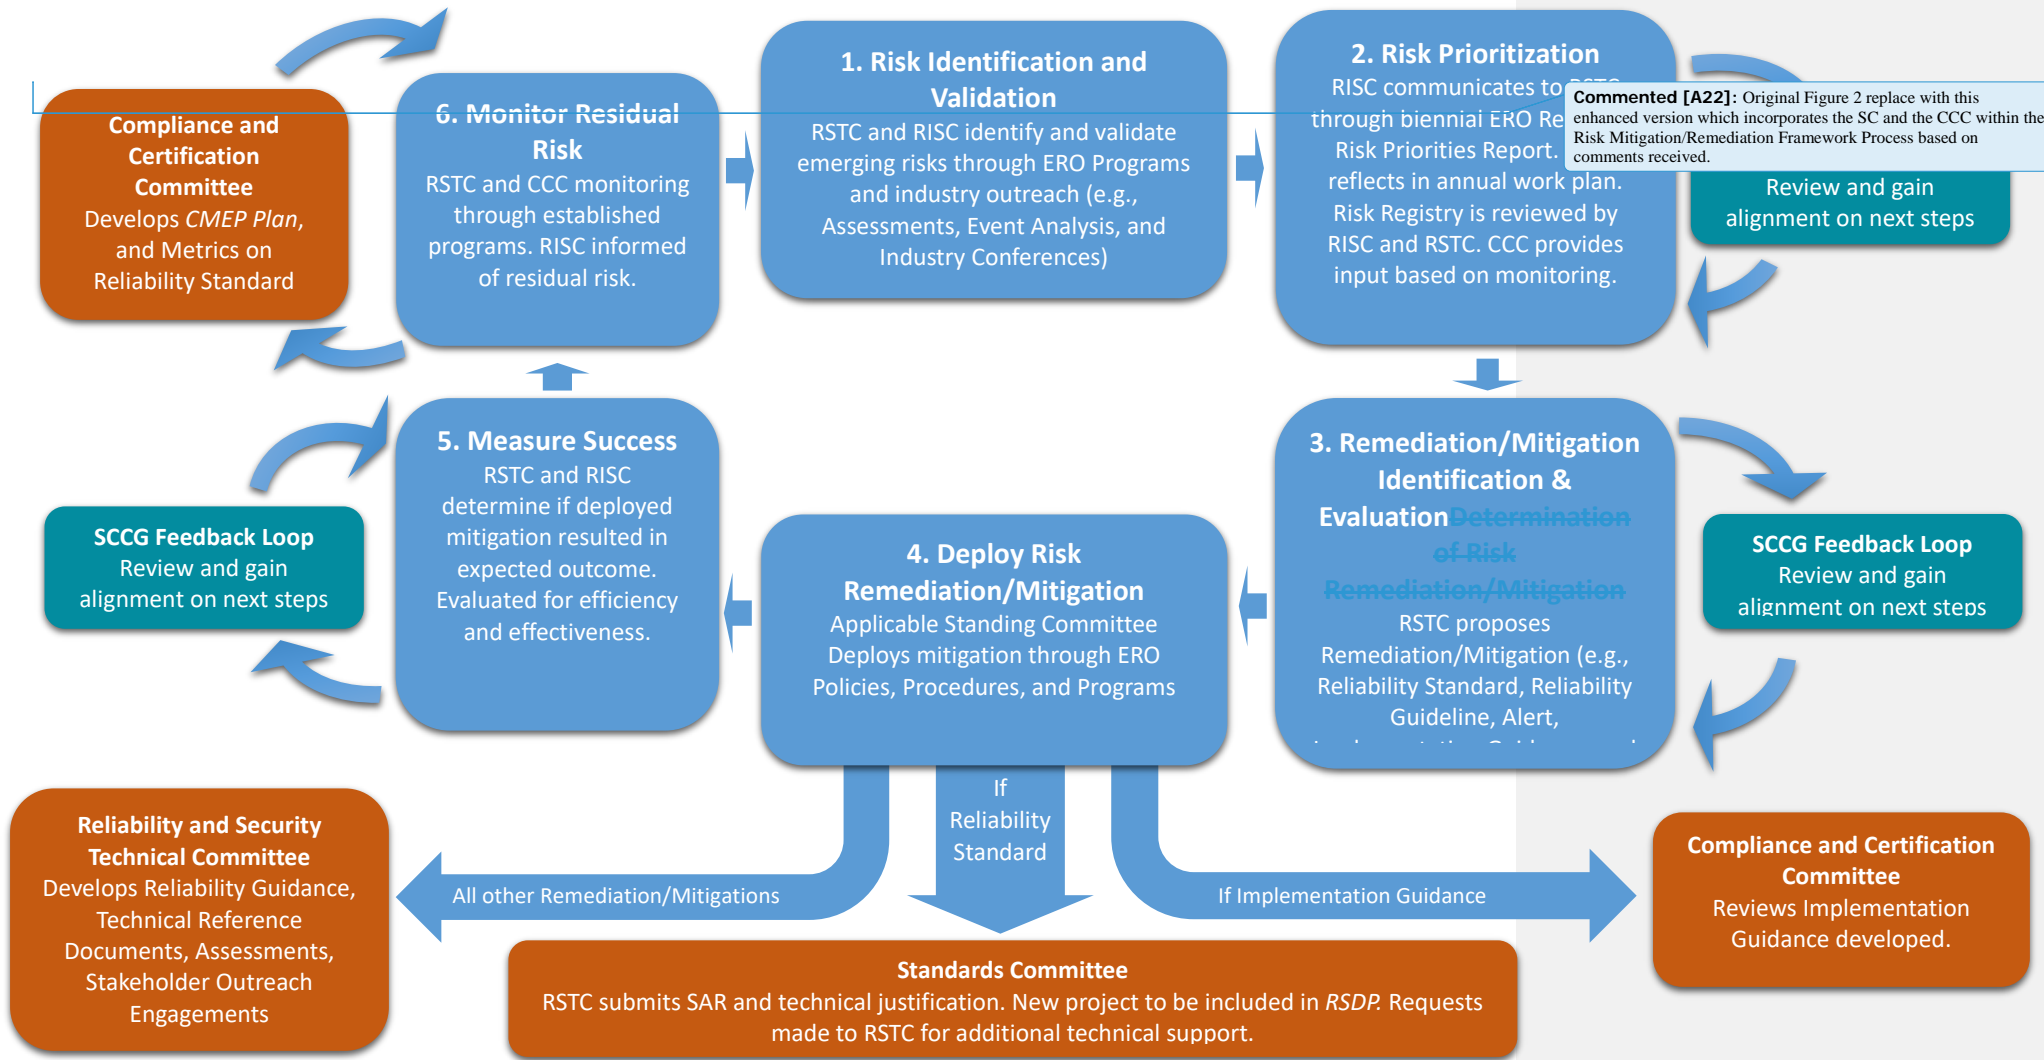 Compliance and
Certification
Committee
Develops CMEP Plan,
and Metrics on
Reliability Standard
6. Monitor Residual
Risk
RSTC and CCC monitoring
through established
programs. RISC informed
of residual risk.
1. Risk Identification and
Validation
RSTC and RISC identify and validate
emerging risks through ERO Programs
and industry outreach (e.g.,
Assessments, Event Analysis, and
Industry Conferences)
2. Risk Prioritization
RISC communicates to
through biennial ERO
Risk Priorities Report.
reflects in annual work plan.
Risk Registry is reviewed by
RISC and RSTC. CCC provides
input based on monitoring.
Commented [A22]: Original Figure 2 replace with this
enhanced version which incorporates the SC and the CCC within the
Risk Mitigation/Remediation Framework Process based on
comments received.
Review and gain
alignment on next steps
SCCG Feedback Loop
Review and gain
alignment on next steps
5. Measure Success
RSTC and RISC
determine if deployed
mitigation resulted in
expected outcome.
Evaluated for efficiency
and effectiveness.
4. Deploy Risk
Remediation/Mitigation
Applicable Standing Committee
Deploys mitigation through ERO
Policies, Procedures, and Programs
3. Remediation/Mitigation
Identification &
EvaluationDetermination
of Risk
Remediation/Mitigation
RSTC proposes
Remediation/Mitigation (e.g.,
Reliability Standard, Reliability
Guideline, Alert,
SCCG Feedback Loop
Review and gain
alignment on next steps
If
Reliability
Standard
All other Remediation/Mitigations
If Implementation Guidance
Reliability and Security
Technical Committee
Develops Reliability Guidance,
Technical Reference
Documents, Assessments,
Stakeholder Outreach
Engagements
Standards Committee
RSTC submits SAR and technical justification. New project to be included in RSDP. Requests
made to RSTC for additional technical support.
Compliance and Certification
Committee
Reviews Implementation
Guidance developed.